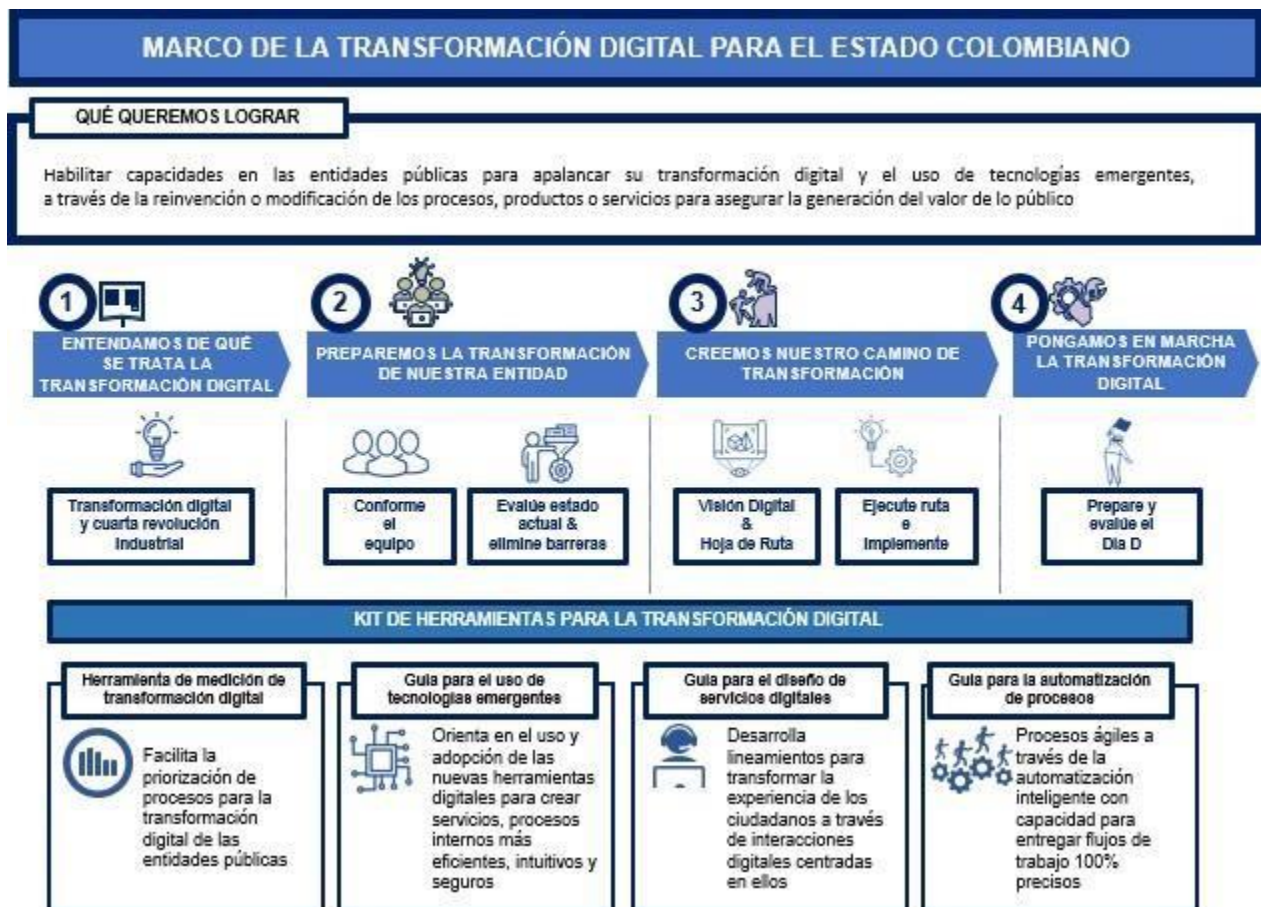 MARCO DE LA TRANSFORMACIÓN DIGITAL PARA EL ESTADO COLOMBIANO
QUÉ QUEREMOS LOGRAR
Habilitar capacidades en las entidades públicas para apalancar su transformación digital y el uso de tecnologías emergentes,
a través de la reinvención o modificación de los procesos, productos o servicios para asegurar la generación del valor de lo público
1
ENTENDAMOS DE QUÉ
SE TRATA LA
TRANSFORMACIÓN DIGITAL
2
PREPAREMOS LA TRANSFORMACIÓN
DE NUESTRA ENTIDAD
3
CREEMOS NUESTRO CAMINO DE
TRANSFORMACIÓN
4
PONGAMOS EN MARCHA
LA TRANSFORMACIÓN
DIGITAL
Transformación digital
y cuarta revolución
industrial
Conforme
el
equipo
Evalúe estado
actual &
elimine barreras
Visión Digital
&
Hoja de Ruta
Ejecute ruta
e
implemente
Prepare y
evalúe el
Dia D
KIT DE HERRAMIENTAS PARA LA TRANSFORMACIÓN DIGITAL
Herramienta de medición de
transformación digital
Facilita la
priorización de
procesos para la
transformación
digital de las
entidades públicas
Guia para el uso de
tecnologías emergentes
Orienta en el uso y
adopción de las
nuevas herramientas
digitales para crear
servicios, procesos
internos más
eficientes, intuitivos y
seguros
Guia para el diseño de
servicios digitales
Desarrolla
lineamientos para
transformar la
experiencia de los
ciudadanos a través
de interacciones
digitales centradas
en ellos
Guia para la automatización
de procesos
Procesos ágiles a
través de la
automatización
inteligente con
capacidad para
entregar flujos de
trabajo 100%
precisos